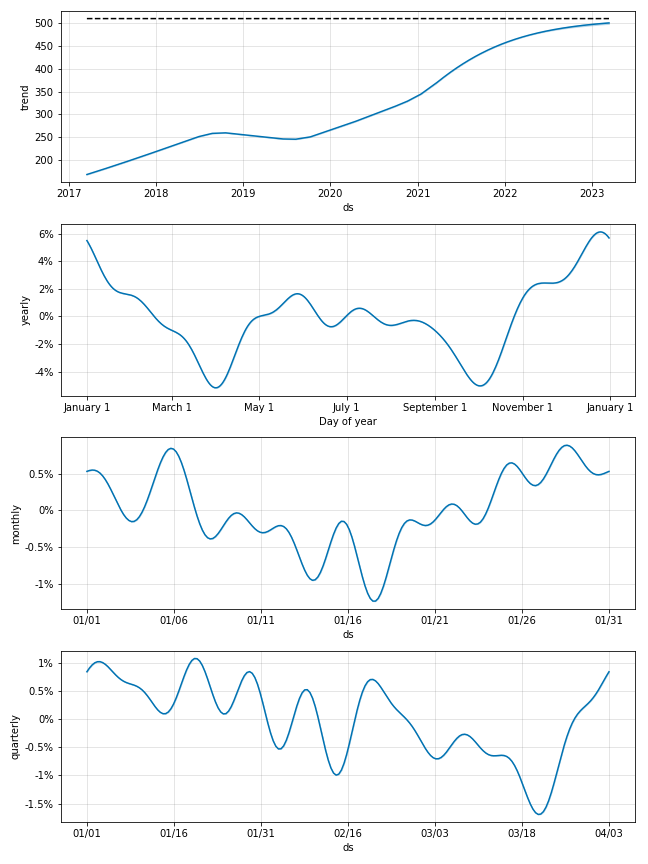 500
450
400
350
300
250
200
trend
2017 2018 2019 2020 2021 2022 2023
ds
6%
4%
2%
0%
-2%
-4%
yearly
January 1 March 1 May 1 July 1 September 1 November 1 January 1
Day of year
0.5%
0%
-0.5%
-1%
monthly
01/01 01/06 01/11 01/16 01/21 01/26 01/31
ds
1%
0.5%
0%
-0.5%
-1%
-1.5%
quarterly
01/01 01/16 01/31 02/16 03/03 03/18 04/03
ds